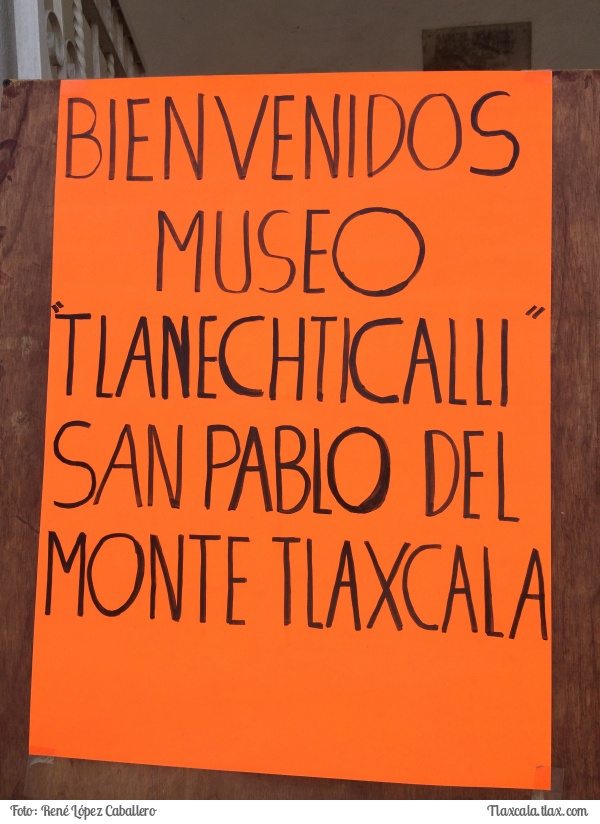 BIENVENIDOS
MUSEO
"TLANECHTICALLI"
SAN PABLO DEL
MONTE TLAXCALA
Foto: René López Caballero
Tlaxcala.tlax.com